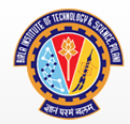 BIRLA INSTITUTE OF TECHNOLOGY & SCIENCE PILANI
ज्ञानं परमं बलम्